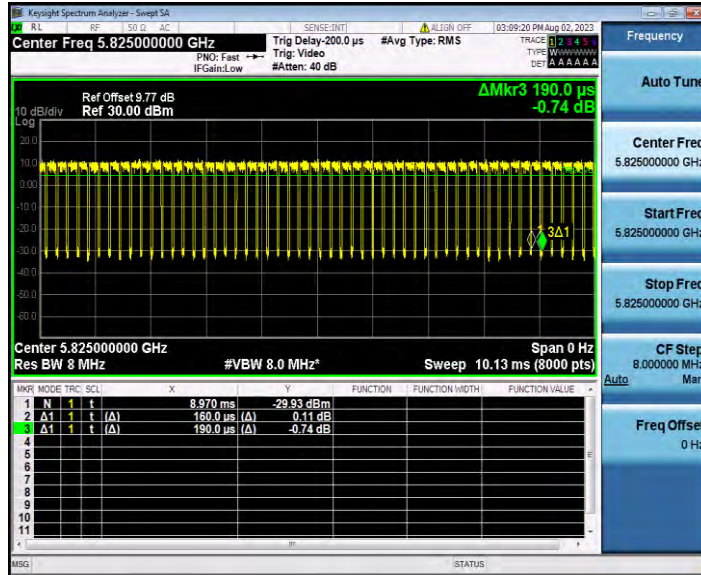 Keysight Spectrum Analyzer - Swept SA
RL RF 50 Ω AC SENSE:INT ALIGN OFF 03:09:20 PM Aug 02, 2023
Center Freq 5.825000000 GHz
PNO: Fast
IFGain:Low
Trig Delay-200.0 µs
Trig: Video
#Atten: 40 dB
#Avg Type: RMS
TRACE 1 2 3 4 5 6
TYPE
DET A A A A A A
Ref Offset 9.77 dB
10 dB/div Ref 30.00 dBm
Log
ΔMkr3 190.0 µs
-0.74 dB
20.0
10.0
0.00
-10.0
-20.0
-30.0
-40.0
-50.0
-60.0
3Δ1
Center 5.825000000 GHz Span 0 Hz
Res BW 8 MHz #VBW 8.0 MHz* Sweep 10.13 ms (8000 pts)
MKR MODE TRC SCL X Y FUNCTION FUNCTION WIDTH FUNCTION VALUE
1 N 1 t 8.970 ms -29.93 dBm
2 Δ1 1 t (Δ) 160.0 µs (Δ) 0.11 dB
3 Δ1 1 t (Δ) 190.0 µs (Δ) -0.74 dB
4
5
6
7
8
9
10
11
MSG STATUS
Frequency
Auto Tune
Center Freq
5.825000000 GHz
Start Freq
5.825000000 GHz
Stop Freq
5.825000000 GHz
CF Step
8.000000 MHz
Auto Man
Freq Offset
0 Hz